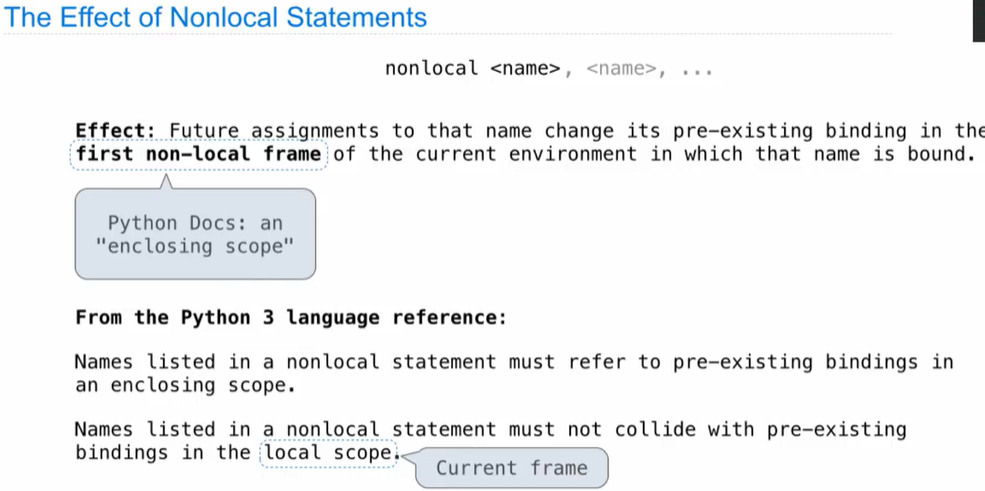 The Effect of Nonlocal Statements
nonlocal <name>, <name>, ...
Effect: Future assignments to that name change its pre-existing binding in the
first non-local frame of the current environment in which that name is bound.
Python Docs: an
"enclosing scope"
From the Python 3 language reference:
Names listed in a nonlocal statement must refer to pre-existing bindings in
an enclosing scope.
Names listed in a nonlocal statement must not collide with pre-existing
bindings in the local scope.
Current frame